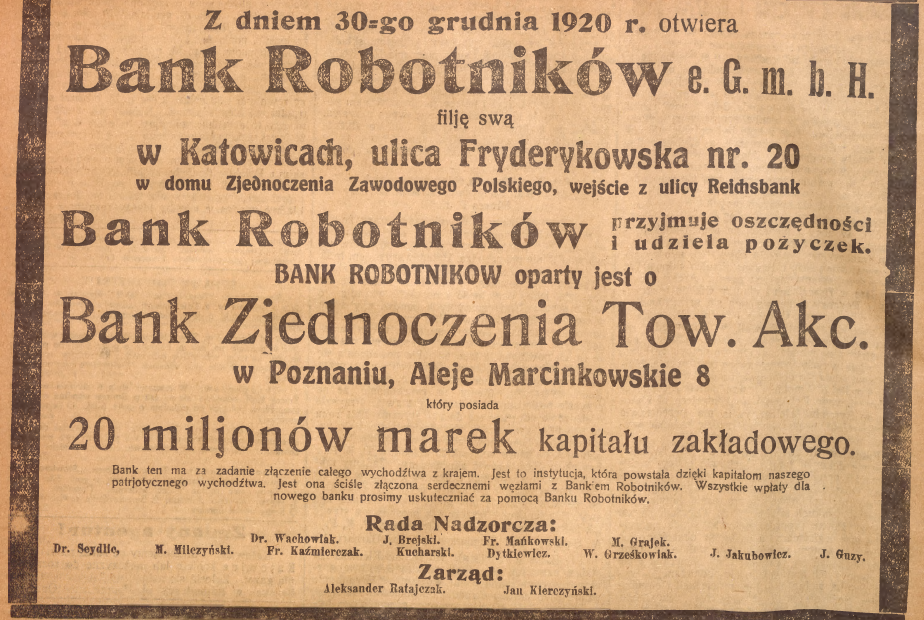 Z dniem 30-go grudnia 1920 r. otwiera
Bank Robotników e. G. m. b. H.
filję swą
w Katowicach, ulica Fryderykowska nr. 20
w domu Zjednoczenia Zawodowego Polskiego, wejście z ulicy Reichsbank
Bank Robotników przyjmuje oszczędności
i udziela pożyczek.
BANK ROBOTNIKOW oparty jest o
Bank Zjednoczenia Tow. Akc.
w Poznaniu, Aleje Marcinkowskie 8
który posiada
20 miljonów marek kapitału zakładowego.
Bank ten ma za zadanie złączenie całego wychodźtwa z krajem. Jest to instytucja, która powstała dzięki kapitałom naszego
patrjotycznego wychodźtwa. Jest ona ściśle złączona serdecznemi węzłami z Bankiem Robotników. Wszystkie wpłaty dla
nowego banku prosimy uskuteczniać za pomocą Banku Robotników.
Rada Nadzorcza:
Dr. Wachowiak. J. Brejski. Fr. Mańkowski. M. Grajek.
Dr. Seydlic, M. Milczyński. Fr. Kaźmierczak. Kucharski. Dytkiewicz. W. Grześkowiak. J. Jakubowicz. J. Guzy.
Zarząd:
Aleksander Ratajczak. Jan Kierczyński.